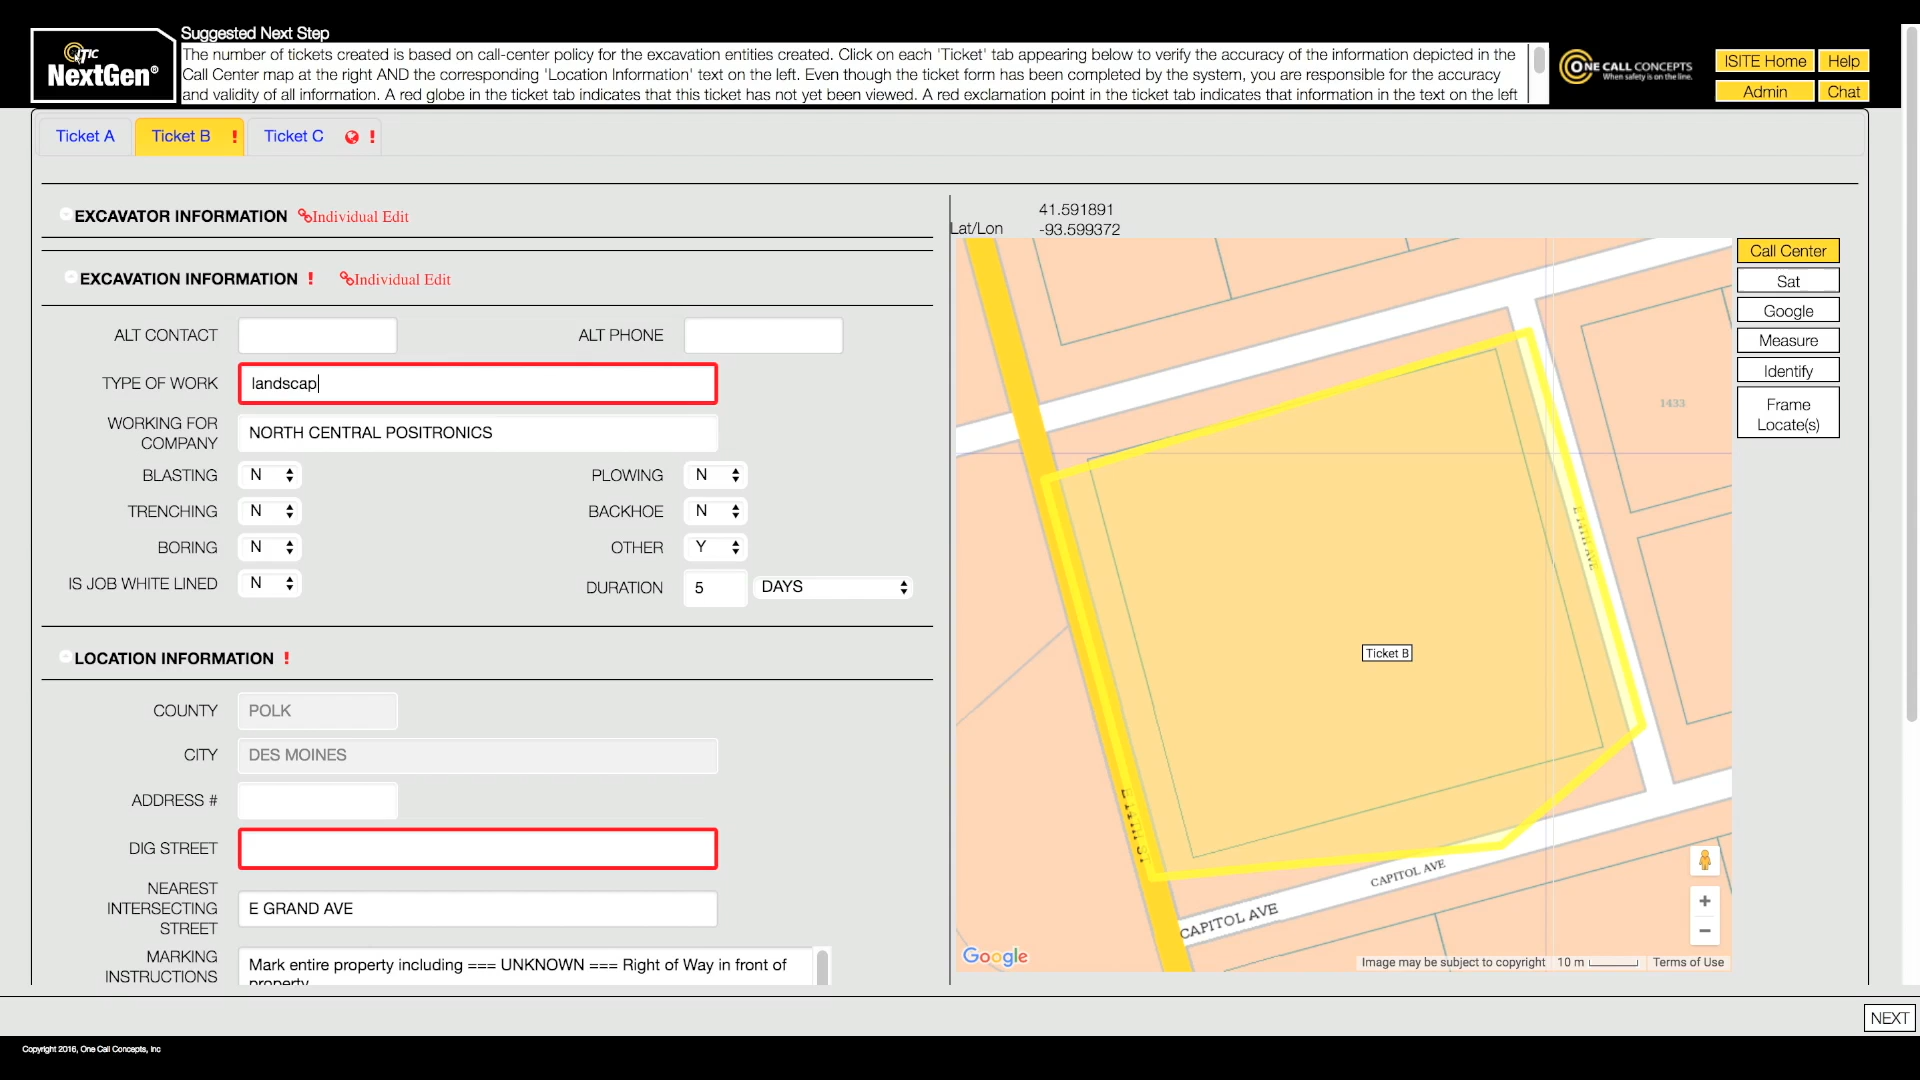 Suggested Next Step
ITIC
NextGen®
The number of tickets created is based on call-center policy for the excavation entities created. Click on each 'Ticket' tab appearing below to verify the accuracy of the information depicted in the
Call Center map at the right AND the corresponding 'Location Information' text on the left. Even though the ticket form has been completed by the system, you are responsible for the accuracy
and validity of all information. A red globe in the ticket tab indicates that this ticket has not yet been viewed. A red exclamation point in the ticket tab indicates that information in the text on the left
ONE CALL CONCEPTS
When safety is on the line.
ISITE Home
Help
Admin
Chat
Ticket A
Ticket B !
Ticket C !
EXCAVATOR INFORMATION Individual Edit
EXCAVATION INFORMATION ! Individual Edit
ALT CONTACT
ALT PHONE
TYPE OF WORK landscap
WORKING FOR COMPANY NORTH CENTRAL POSITRONICS
BLASTING N
PLOWING N
TRENCHING N
BACKHOE N
BORING N
OTHER Y
IS JOB WHITE LINED N
DURATION 5 DAYS
LOCATION INFORMATION !
COUNTY POLK
CITY DES MOINES
ADDRESS #
DIG STREET
NEAREST INTERSECTING STREET E GRAND AVE
MARKING INSTRUCTIONS Mark entire property including === UNKNOWN === Right of Way in front of
property
Lat/Lon
41.591891
-93.599372
Call Center
Sat
Google
Measure
Identify
Frame
Locate(s)
1433
Ticket B
E 14TH ST
CAPITOL AVE
CAPITOL AVE
Google
Image may be subject to copyright
10 m
Terms of Use
+
−
NEXT
Copyright 2016, One Call Concepts, Inc